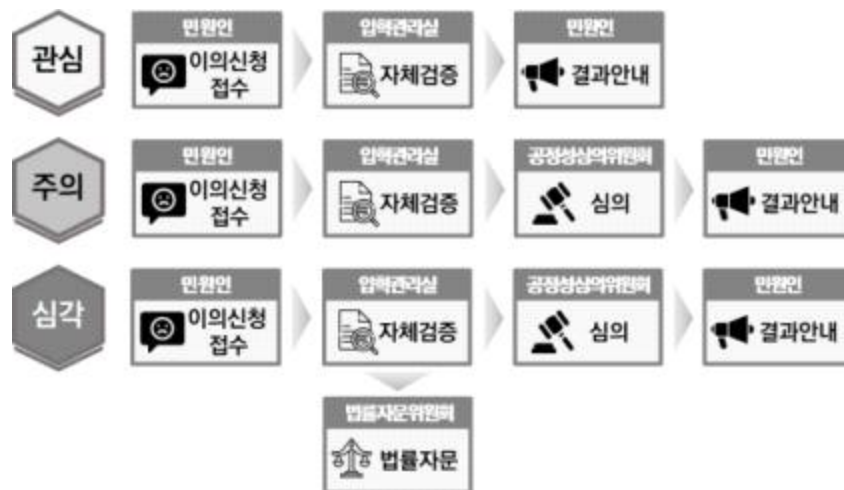 관심
민원인
이의신청
접수
입학관리실
자체검증
민원인
결과안내
주의
민원인
이의신청
접수
입학관리실
자체검증
공정성심의위원회
심의
민원인
결과안내
심각
민원인
이의신청
접수
입학관리실
자체검증
공정성심의위원회
심의
민원인
결과안내
법률자문위원회
법률자문